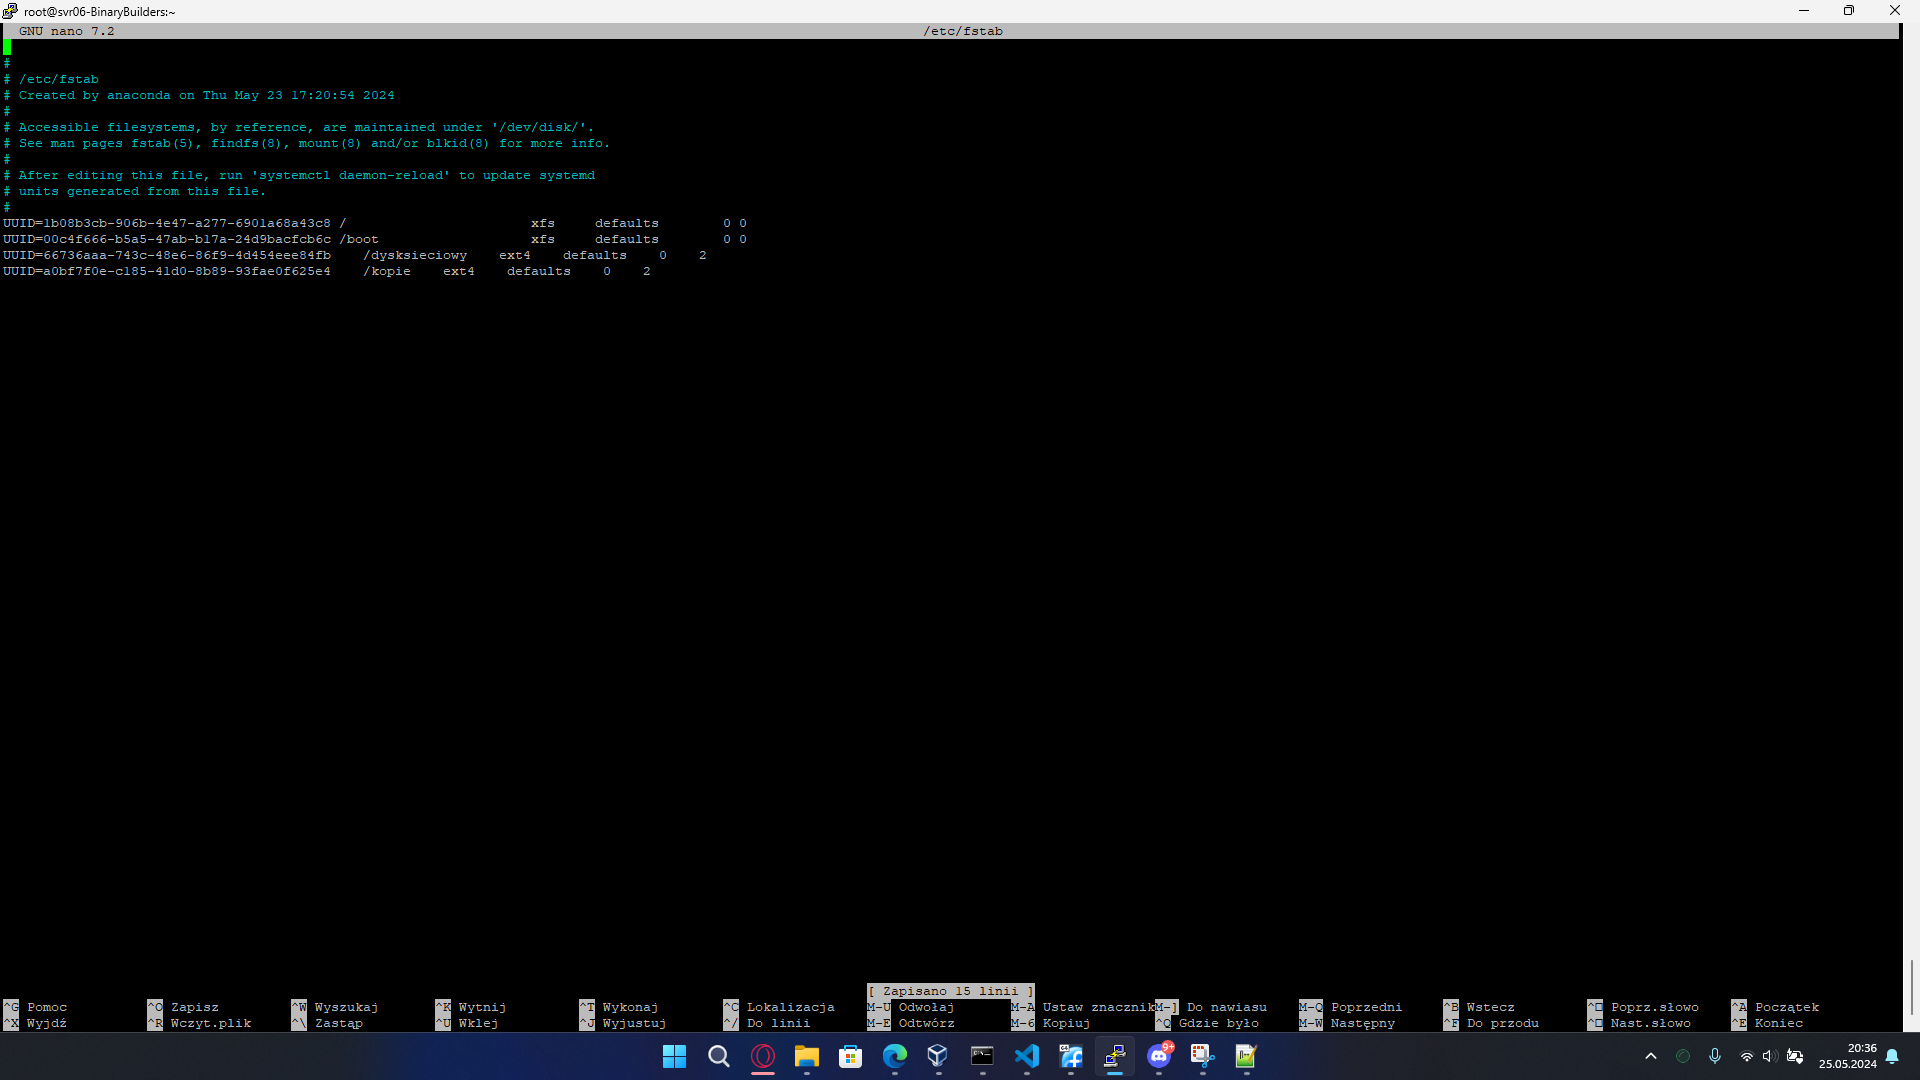 root@svr06-BinaryBuilders:~
GNU nano 7.2 /etc/fstab
#
# /etc/fstab
# Created by anaconda on Thu May 23 17:20:54 2024
#
# Accessible filesystems, by reference, are maintained under '/dev/disk/'.
# See man pages fstab(5), findfs(8), mount(8) and/or blkid(8) for more info.
#
# After editing this file, run 'systemctl daemon-reload' to update systemd
# units generated from this file.
#
UUID=1b08b3cb-906b-4e47-a277-6901a68a43c8 / xfs defaults 0 0
UUID=00c4f666-b5a5-47ab-b17a-24d9bacfcb6c /boot xfs defaults 0 0
UUID=66736aaa-743c-48e6-86f9-4d454eee84fb /dysksieciowy ext4 defaults 0 2
UUID=a0bf7f0e-c185-41d0-8b89-93fae0f625e4 /kopie ext4 defaults 0 2
[ Zapisano 15 linii ]
^G Pomoc ^O Zapisz ^W Wyszukaj ^K Wytnij ^T Wykonaj ^C Lokalizacja M-U Odwołaj M-A Ustaw znacznik M-] Do nawiasu M-Q Poprzedni ^B Wstecz ^□ Poprz.słowo ^A Początek
^X Wyjdź ^R Wczyt.plik ^\ Zastąp ^U Wklej ^J Wyjustuj ^/ Do linii M-E Odtwórz M-6 Kopiuj ^Q Gdzie było M-W Następny ^F Do przodu ^□ Nast.słowo ^E Koniec
9+
20:36
25.05.2024